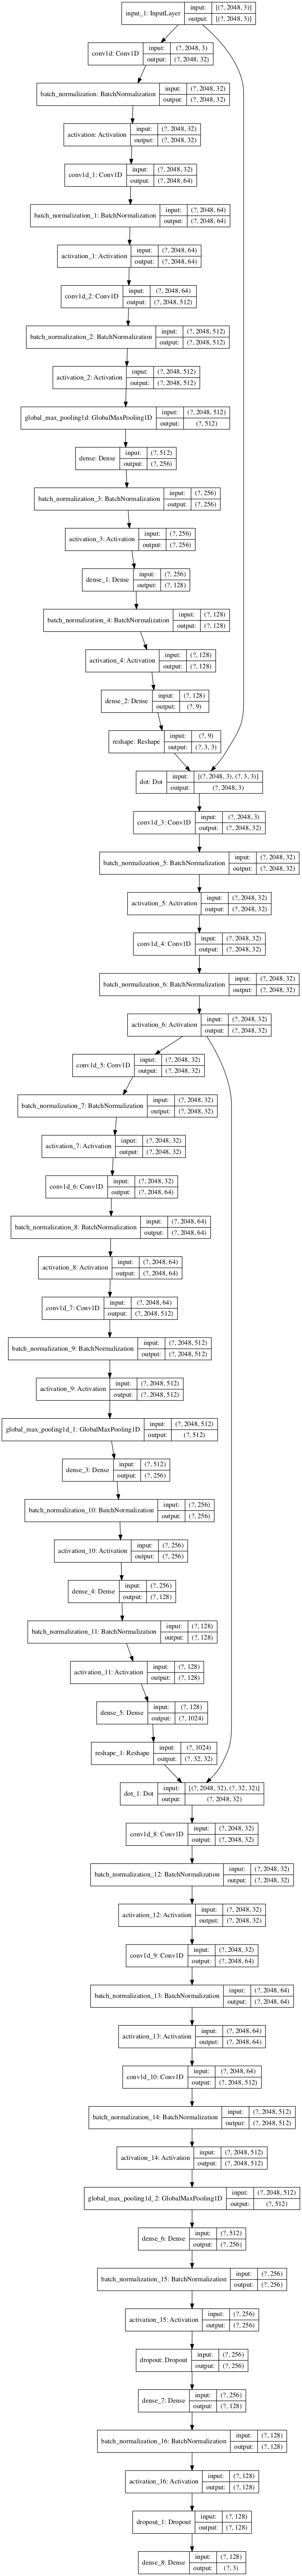 input_1: InputLayer
input: [(?, 2048, 3)]
output: [(?, 2048, 3)]
conv1d: Conv1D
input: (?, 2048, 3)
output: (?, 2048, 32)
batch_normalization: BatchNormalization
input: (?, 2048, 32)
output: (?, 2048, 32)
activation: Activation
input: (?, 2048, 32)
output: (?, 2048, 32)
conv1d_1: Conv1D
input: (?, 2048, 32)
output: (?, 2048, 64)
batch_normalization_1: BatchNormalization
input: (?, 2048, 64)
output: (?, 2048, 64)
activation_1: Activation
input: (?, 2048, 64)
output: (?, 2048, 64)
conv1d_2: Conv1D
input: (?, 2048, 64)
output: (?, 2048, 512)
batch_normalization_2: BatchNormalization
input: (?, 2048, 512)
output: (?, 2048, 512)
activation_2: Activation
input: (?, 2048, 512)
output: (?, 2048, 512)
global_max_pooling1d: GlobalMaxPooling1D
input: (?, 2048, 512)
output: (?, 512)
dense: Dense
input: (?, 512)
output: (?, 256)
batch_normalization_3: BatchNormalization
input: (?, 256)
output: (?, 256)
activation_3: Activation
input: (?, 256)
output: (?, 256)
dense_1: Dense
input: (?, 256)
output: (?, 128)
batch_normalization_4: BatchNormalization
input: (?, 128)
output: (?, 128)
activation_4: Activation
input: (?, 128)
output: (?, 128)
dense_2: Dense
input: (?, 128)
output: (?, 9)
reshape: Reshape
input: (?, 9)
output: (?, 3, 3)
dot: Dot
input: [(?, 2048, 3), (?, 3, 3)]
output: (?, 2048, 3)
conv1d_3: Conv1D
input: (?, 2048, 3)
output: (?, 2048, 32)
batch_normalization_5: BatchNormalization
input: (?, 2048, 32)
output: (?, 2048, 32)
activation_5: Activation
input: (?, 2048, 32)
output: (?, 2048, 32)
conv1d_4: Conv1D
input: (?, 2048, 32)
output: (?, 2048, 32)
batch_normalization_6: BatchNormalization
input: (?, 2048, 32)
output: (?, 2048, 32)
activation_6: Activation
input: (?, 2048, 32)
output: (?, 2048, 32)
conv1d_5: Conv1D
input: (?, 2048, 32)
output: (?, 2048, 32)
batch_normalization_7: BatchNormalization
input: (?, 2048, 32)
output: (?, 2048, 32)
activation_7: Activation
input: (?, 2048, 32)
output: (?, 2048, 32)
conv1d_6: Conv1D
input: (?, 2048, 32)
output: (?, 2048, 64)
batch_normalization_8: BatchNormalization
input: (?, 2048, 64)
output: (?, 2048, 64)
activation_8: Activation
input: (?, 2048, 64)
output: (?, 2048, 64)
conv1d_7: Conv1D
input: (?, 2048, 64)
output: (?, 2048, 512)
batch_normalization_9: BatchNormalization
input: (?, 2048, 512)
output: (?, 2048, 512)
activation_9: Activation
input: (?, 2048, 512)
output: (?, 2048, 512)
global_max_pooling1d_1: GlobalMaxPooling1D
input: (?, 2048, 512)
output: (?, 512)
dense_3: Dense
input: (?, 512)
output: (?, 256)
batch_normalization_10: BatchNormalization
input: (?, 256)
output: (?, 256)
activation_10: Activation
input: (?, 256)
output: (?, 256)
dense_4: Dense
input: (?, 256)
output: (?, 128)
batch_normalization_11: BatchNormalization
input: (?, 128)
output: (?, 128)
activation_11: Activation
input: (?, 128)
output: (?, 128)
dense_5: Dense
input: (?, 128)
output: (?, 1024)
reshape_1: Reshape
input: (?, 1024)
output: (?, 32, 32)
dot_1: Dot
input: [(?, 2048, 32), (?, 32, 32)]
output: (?, 2048, 32)
conv1d_8: Conv1D
input: (?, 2048, 32)
output: (?, 2048, 32)
batch_normalization_12: BatchNormalization
input: (?, 2048, 32)
output: (?, 2048, 32)
activation_12: Activation
input: (?, 2048, 32)
output: (?, 2048, 32)
conv1d_9: Conv1D
input: (?, 2048, 32)
output: (?, 2048, 64)
batch_normalization_13: BatchNormalization
input: (?, 2048, 64)
output: (?, 2048, 64)
activation_13: Activation
input: (?, 2048, 64)
output: (?, 2048, 64)
conv1d_10: Conv1D
input: (?, 2048, 64)
output: (?, 2048, 512)
batch_normalization_14: BatchNormalization
input: (?, 2048, 512)
output: (?, 2048, 512)
activation_14: Activation
input: (?, 2048, 512)
output: (?, 2048, 512)
global_max_pooling1d_2: GlobalMaxPooling1D
input: (?, 2048, 512)
output: (?, 512)
dense_6: Dense
input: (?, 512)
output: (?, 256)
batch_normalization_15: BatchNormalization
input: (?, 256)
output: (?, 256)
activation_15: Activation
input: (?, 256)
output: (?, 256)
dropout: Dropout
input: (?, 256)
output: (?, 256)
dense_7: Dense
input: (?, 256)
output: (?, 128)
batch_normalization_16: BatchNormalization
input: (?, 128)
output: (?, 128)
activation_16: Activation
input: (?, 128)
output: (?, 128)
dropout_1: Dropout
input: (?, 128)
output: (?, 128)
dense_8: Dense
input: (?, 128)
output: (?, 3)